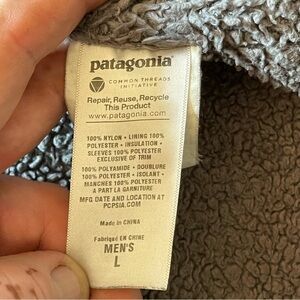 patagonia
COMMON THREADS
INITIATIVE
Repair, Reuse, Recycle
This Product
www.patagonia.com
100% NYLON • LINING 100%
POLYESTER • INSULATION •
SLEEVES 100% POLYESTER
EXCLUSIVE OF TRIM
100% POLYAMIDE • DOUBLURE
100% POLYESTER • ISOLANT •
MANCHES 100% POLYESTER
A PART LA GARNITURE
MFG DATE AND LOCATION AT
PCPSIA.COM
Made in CHINA
Fabriqué EN CHINE
MEN'S
L